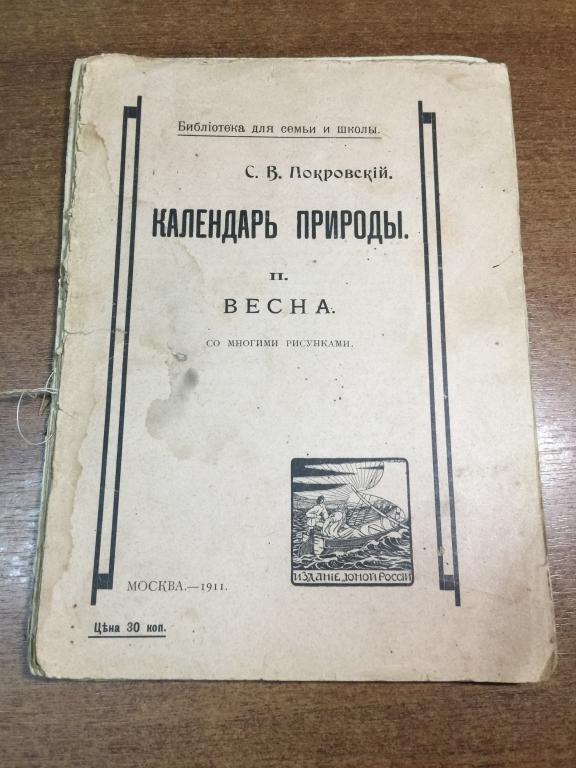 Библіотека для семьи и школы.
С. В. Покровскій.
КАЛЕНДАРЬ ПРИРОДЫ.
II.
ВЕСНА.
СО МНОГИМИ РИСУНКАМИ.
ИЗДАНІЕ ЮНОЙ РОССІИ
МОСКВА.—1911.
Цѣна 30 коп.